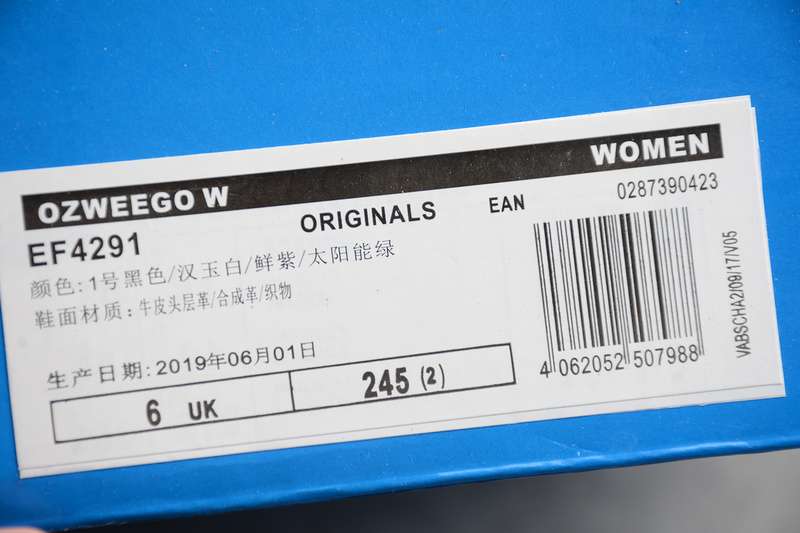 OZWEEGO W WOMEN
EF4291 ORIGINALS EAN 0287390423
颜色:1号黑色/汉玉白/鲜紫/太阳能绿
鞋面材质:牛皮头层革/合成革/织物
生产日期:2019年06月01日
6 UK 245 (2)
4 062052 507988
VABSCHA2/09/17/V05